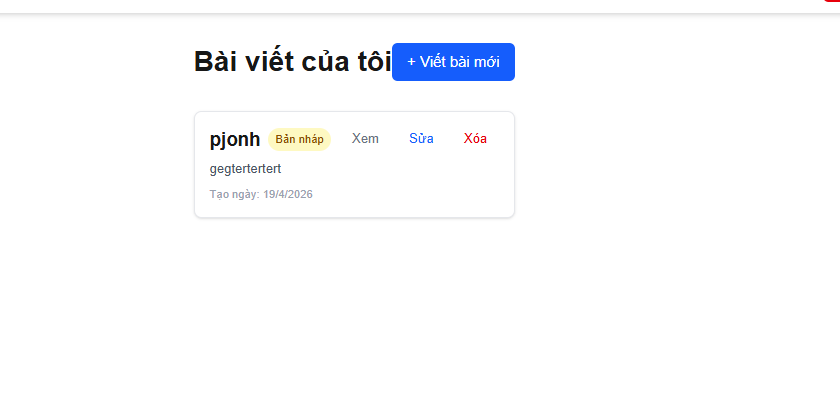 Bài viết của tôi + Viết bài mới
pjonh Bản nháp Xem Sửa Xóa
gegtertertert
Tạo ngày: 19/4/2026